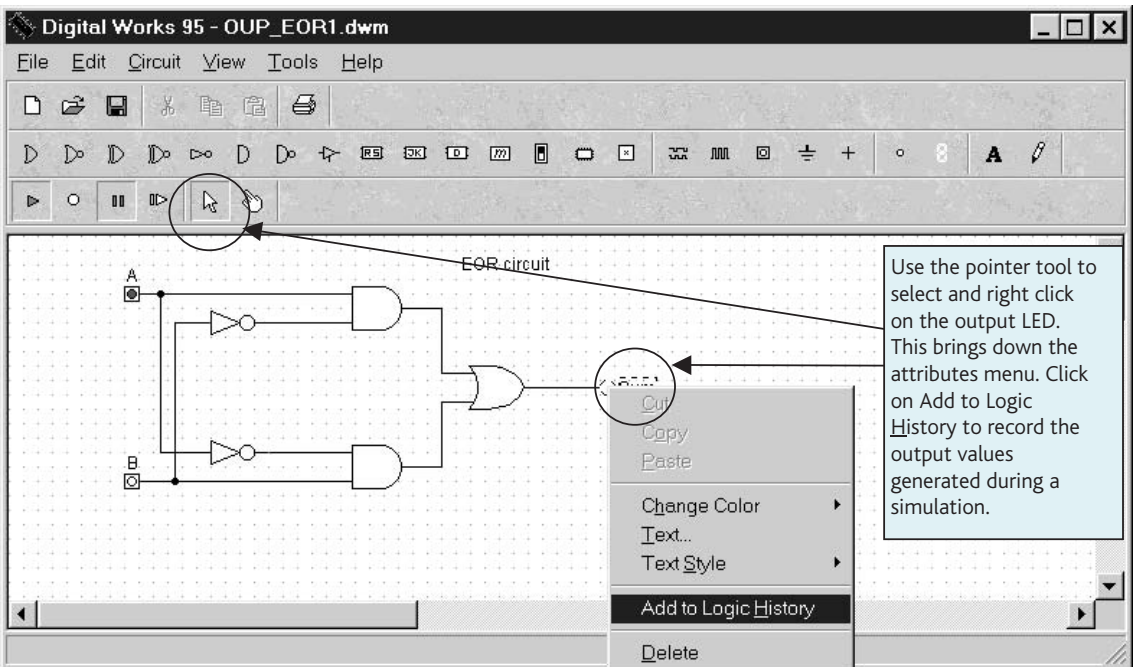 Digital Works 95 - OUP_EOR1.dwm
File Edit Circuit View Tools Help
RS JK D m
A
EOR circuit
A
B
Cut
Copy
Paste
Change Color
Text...
Text Style
Add to Logic History
Delete
Use the pointer tool to
select and right click
on the output LED.
This brings down the
attributes menu. Click
on Add to Logic
History to record the
output values
generated during a
simulation.